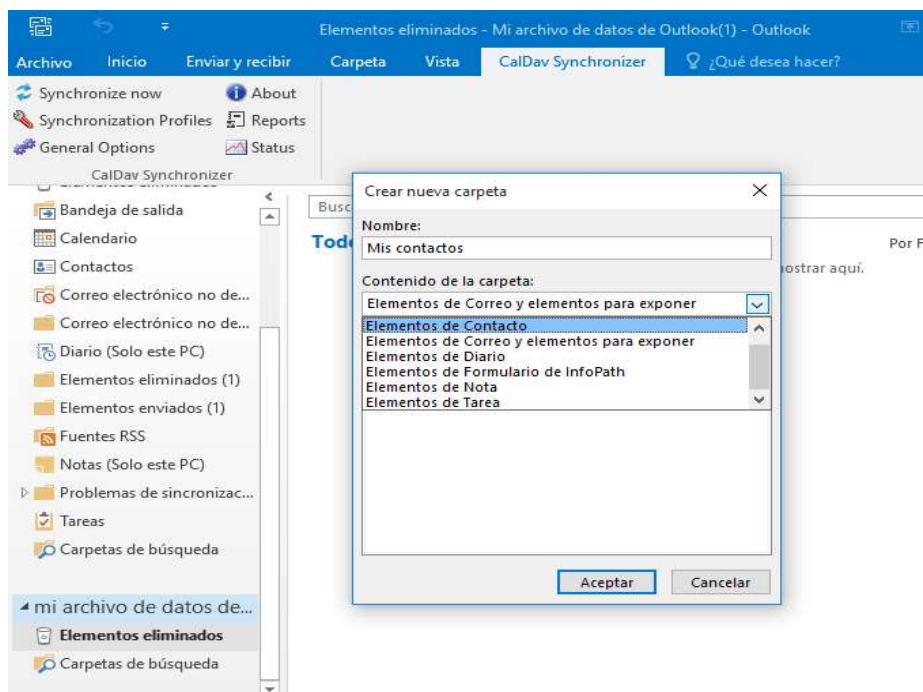 Elementos eliminados - Mi archivo de datos de Outlook(1) - Outlook
Archivo Inicio Enviar y recibir Carpeta Vista CalDav Synchronizer ¿Qué desea hacer?
Synchronize now About
Synchronization Profiles Reports
General Options Status
CalDav Synchronizer
Bandeja de salida
Calendario
Contactos
Correo electrónico no de...
Correo electrónico no de...
Diario (Solo este PC)
Elementos eliminados (1)
Elementos enviados (1)
Fuentes RSS
Notas (Solo este PC)
Problemas de sincronizac...
Tareas
Carpetas de búsqueda
mi archivo de datos de...
Elementos eliminados
Carpetas de búsqueda
Busc
Todo
Por F
ostrar aquí.
Crear nueva carpeta
Nombre:
Mis contactos
Contenido de la carpeta:
Elementos de Correo y elementos para exponer
Elementos de Contacto
Elementos de Correo y elementos para exponer
Elementos de Diario
Elementos de Formulario de InfoPath
Elementos de Nota
Elementos de Tarea
Aceptar Cancelar